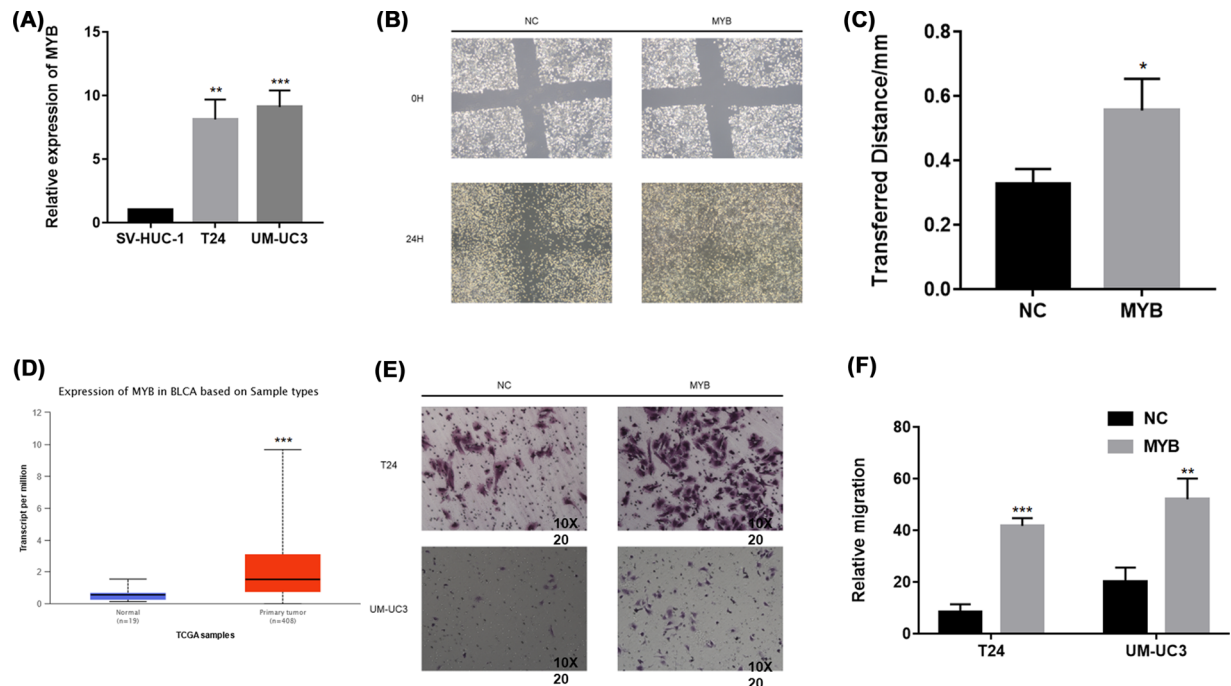 (A)
Relative expression of MYB
15
10
5
0
**
***
SV-HUC-1 T24 UM-UC3
(B)
NC MYB
0H
24H
(C)
Transferred Distance/mm
0.8
0.6
0.4
0.2
0.0
*
NC MYB
(D)
Expression of MYB in BLCA based on Sample types
Transcript per million
12
10
8
6
4
2
0
***
Normal Primary tumor
(n=19) (n=408)
TCGA samples
(E)
NC MYB
T24
10X 10X
20 20
UM-UC3
10X 10X
20 20
(F)
NC
MYB
Relative migration
80
60
40
20
0
***
**
T24 UM-UC3